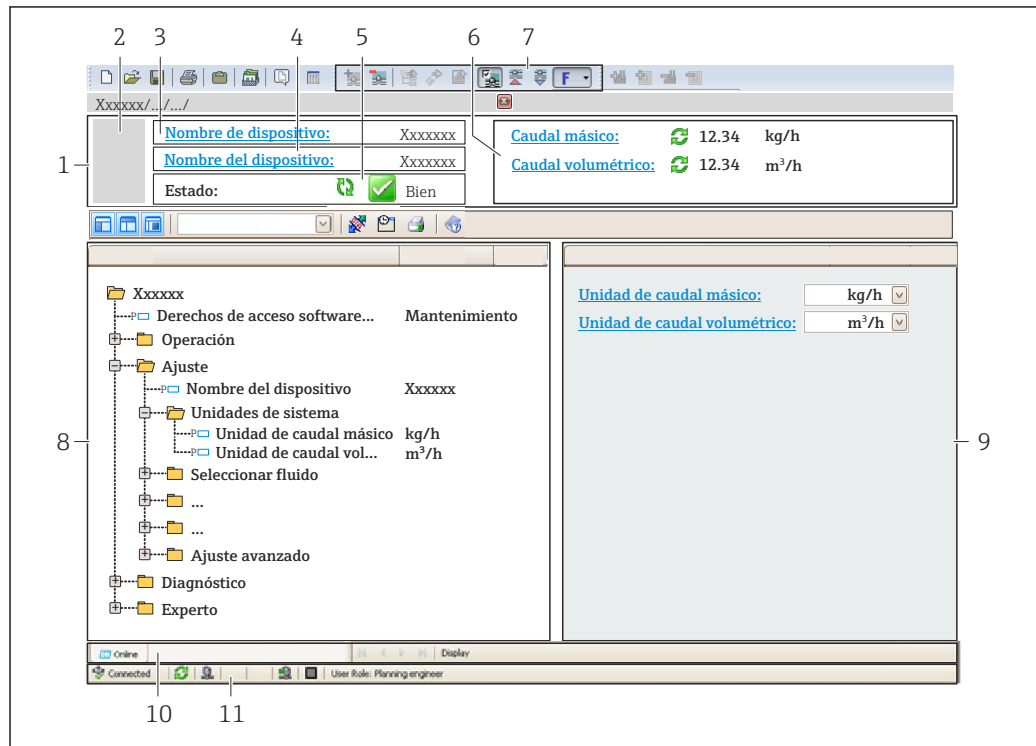 2 3 4 5 6 7
F
Xxxxxx/.../.../
1
Nombre de dispositivo: Xxxxxxx
Nombre del dispositivo: Xxxxxxx
Estado: Bien
Caudal másico: 12.34 kg/h
Caudal volumétrico: 12.34 m³/h
Xxxxxx
P Derechos de acceso software... Mantenimiento
Operación
Ajuste
P Nombre del dispositivo Xxxxxx
Unidades de sistema
P Unidad de caudal másico kg/h
P Unidad de caudal vol... m³/h
Seleccionar fluido
...
...
Ajuste avanzado
Diagnóstico
Experto
8
Unidad de caudal másico: kg/h
Unidad de caudal volumétrico: m³/h
9
Online Display
Connected User Role: Planning engineer
10 11